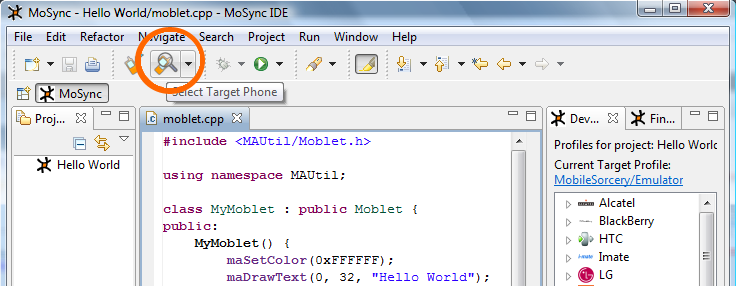 MoSync - Hello World/moblet.cpp - MoSync IDE
File Edit Refactor Navigate Search Project Run Window Help
Select Target Phone
MoSync
Proj...
Hello World
moblet.cpp
#include <MAUtil/Moblet.h>
using namespace MAUtil;
class MyMoblet : public Moblet {
public:
MyMoblet() {
maSetColor(0xFFFFFF);
maDrawText(0, 32, "Hello World");
Dev...
Fin...
Profiles for project: Hello World
Current Target Profile:
MobileSorcery/Emulator
Alcatel
BlackBerry
HTC
i-mate Imate
LG